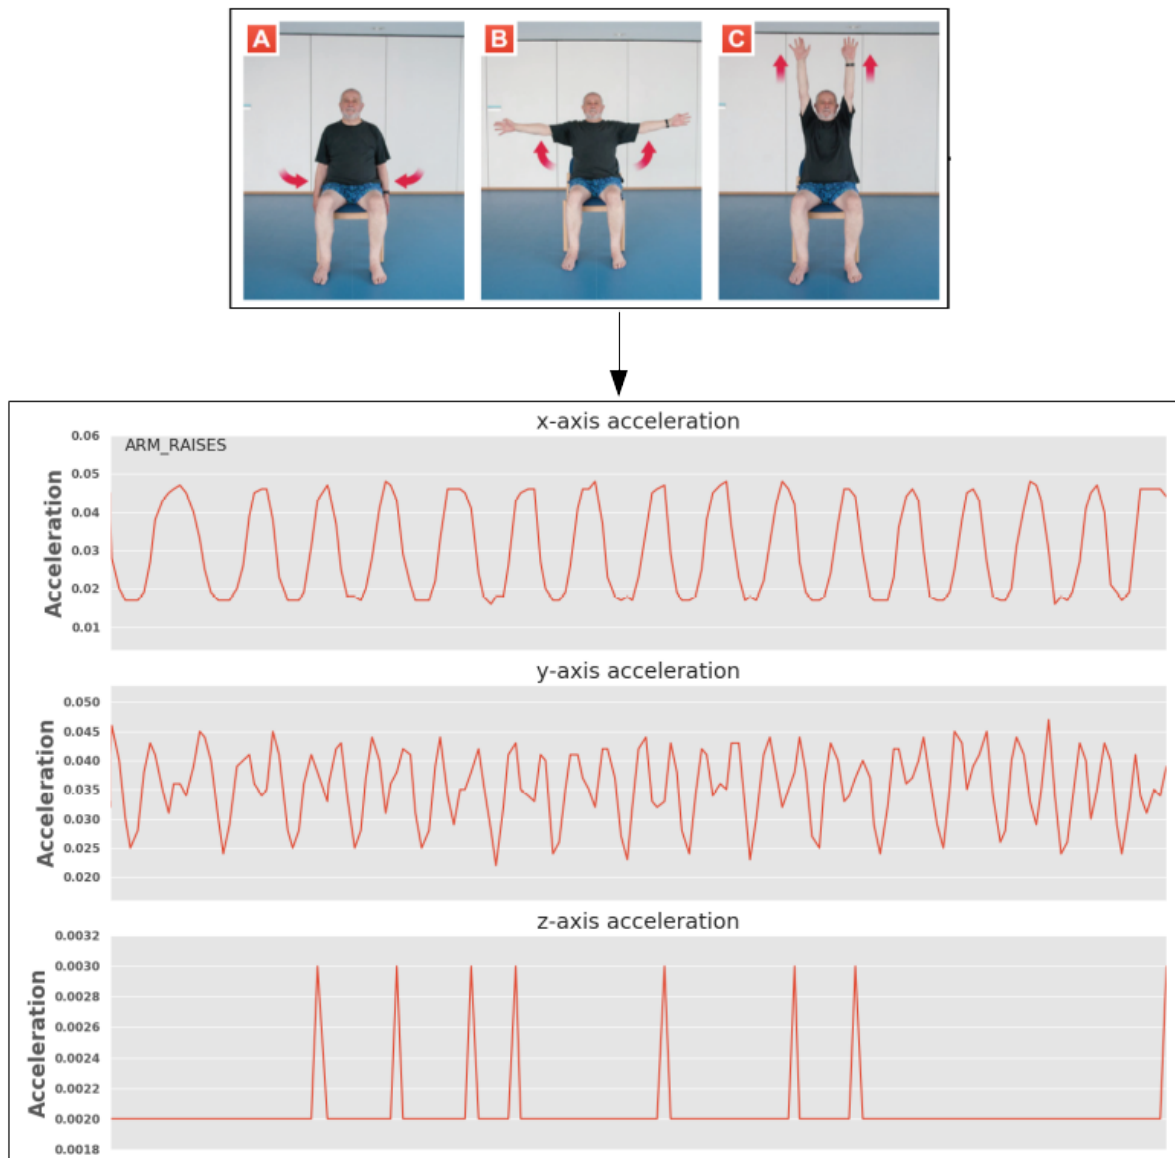 A B C
x-axis acceleration
ARM_RAISES
Acceleration
0.06
0.05
0.04
0.03
0.02
0.01
y-axis acceleration
Acceleration
0.050
0.045
0.040
0.035
0.030
0.025
0.020
z-axis acceleration
Acceleration
0.0032
0.0030
0.0028
0.0026
0.0024
0.0022
0.0020
0.0018